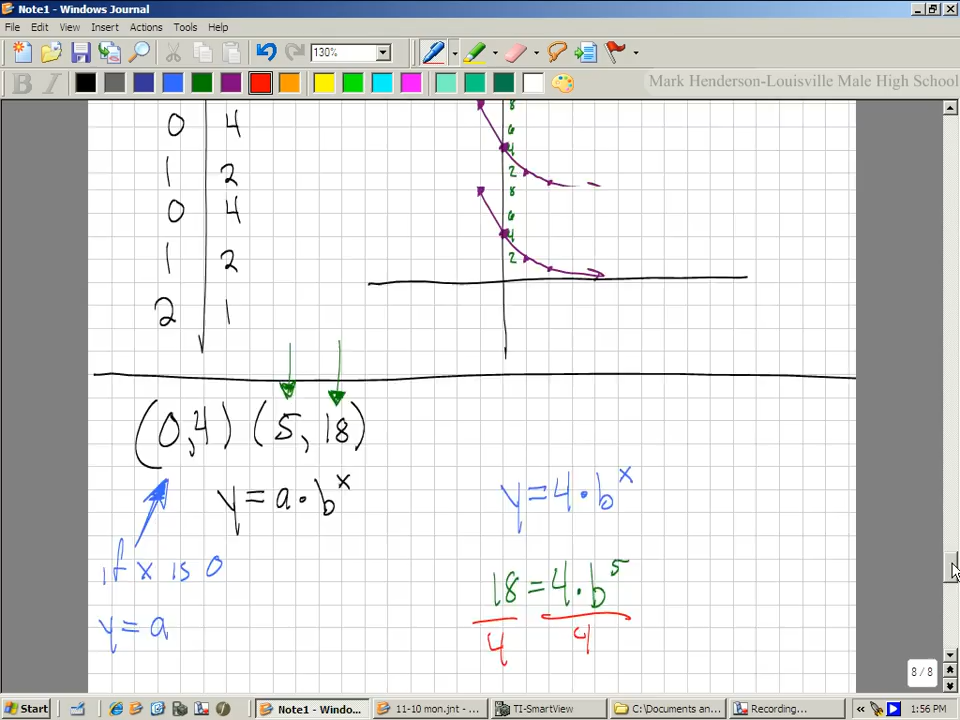 Note1 - Windows Journal
File Edit View Insert Actions Tools Help
130%
Mark Henderson-Louisville Male High School
8
0 4
6
4
1 2
2
8
0 4
6
4
1 2
2
2 1
(0,4) (5,18)
y=a·b^x
y=4·b^x
if x is 0
18=4·b^5
y=a
4 4
8/8
Start
Note1 - Windo...
11-10 mon.jnt - ...
TI-SmartView
C:\Documents an...
Recording...
1:56 PM